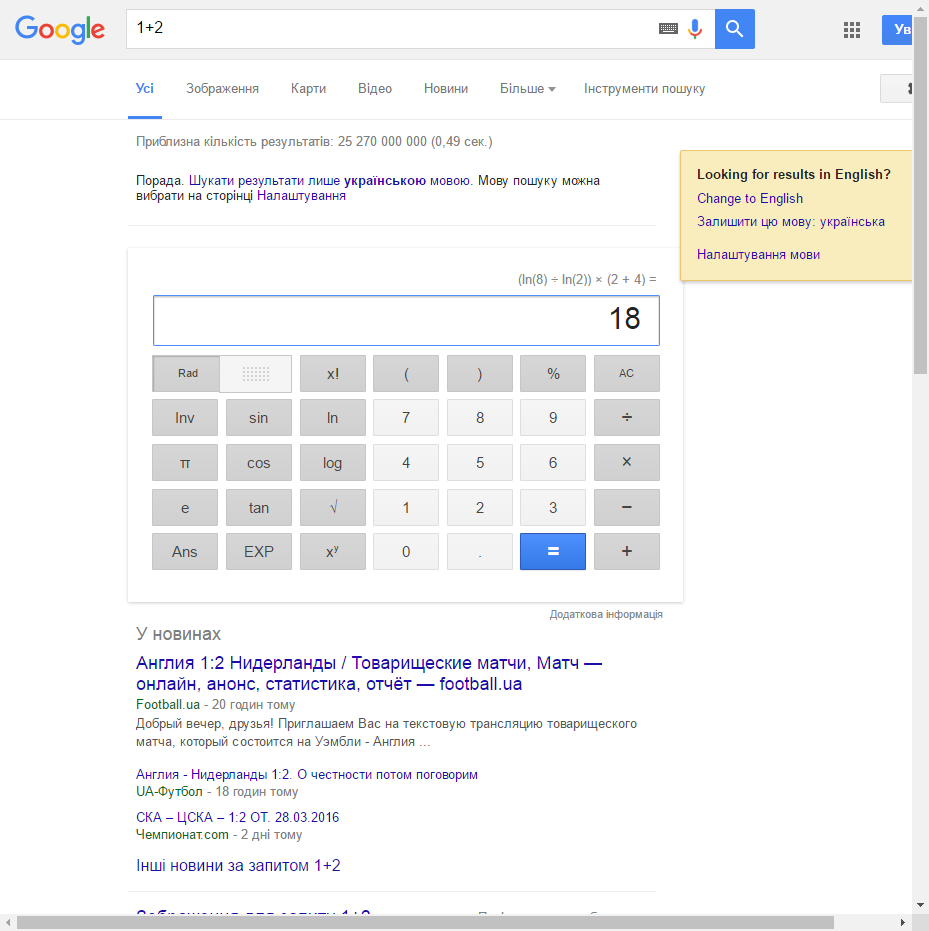 Google
1+2
Ув
Усі
Зображення
Карти
Відео
Новини
Більше
Інструменти пошуку
Приблизна кількість результатів: 25 270 000 000 (0,49 сек.)
Порада. Шукати результати лише українською мовою. Мову пошуку можна
вибрати на сторінці Налаштування
Looking for results in English?
Change to English
Залишити цю мову: українська
Налаштування мови
(ln(8) ÷ ln(2)) × (2 + 4) =
18
Rad x! ( ) % AC
Inv sin ln 7 8 9 ÷
π cos log 4 5 6 ×
e tan √ 1 2 3 −
Ans EXP xʸ 0 . = +
Додаткова інформація
У новинах
Англия 1:2 Нидерланды / Товарищеские матчи, Матч —
онлайн, анонс, статистика, отчёт — football.ua
Football.ua - 20 годин тому
Добрый вечер, друзья! Приглашаем Вас на текстовую трансляцию товарищеского
матча, который состоится на Уэмбли - Англия ...
Англия - Нидерланды 1:2. О честности потом поговорим
UA-Футбол - 18 годин тому
СКА – ЦСКА – 1:2 ОТ. 28.03.2016
Чемпионат.com - 2 дні тому
Інші новини за запитом 1+2
Зображення для запиту 1+2